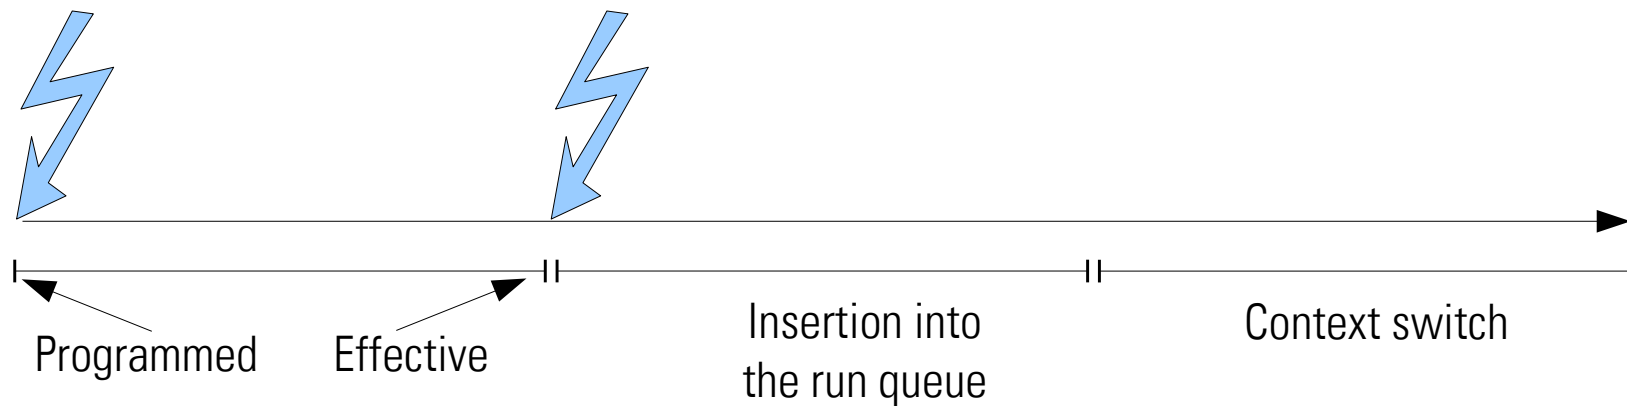 Programmed
Effective
Insertion into
the run queue
Context switch